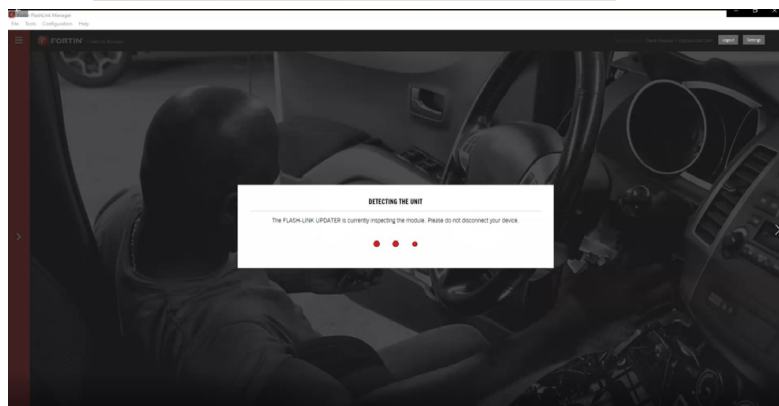 FlashLink Manager
File Tools Configuration Help
FORTIN
Logout Settings
DETECTING THE UNIT
The FLASH-LINK UPDATER is currently inspecting the module. Please do not disconnect your device.